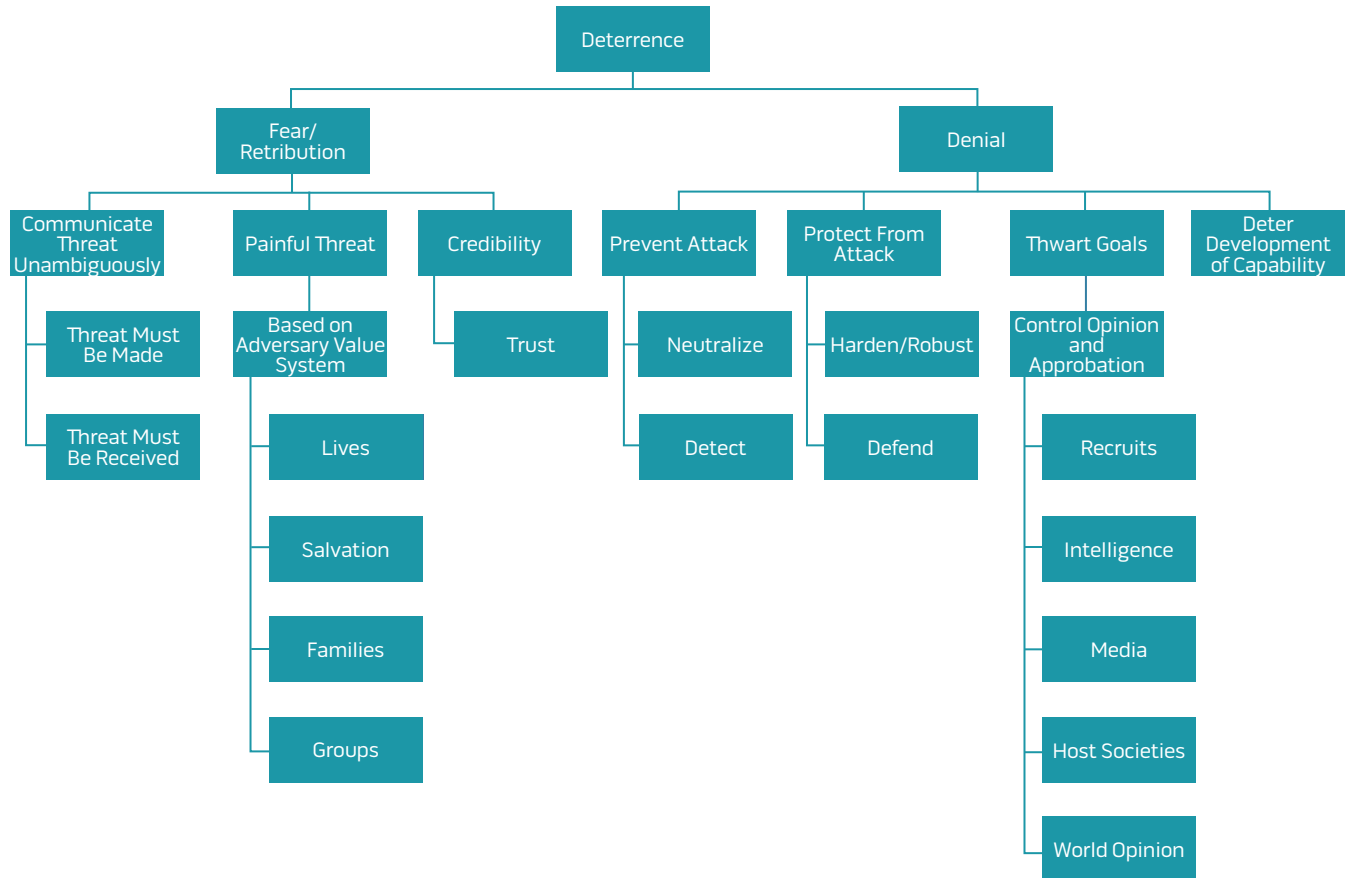 Deterrence
Fear/
Retribution
Denial
Communicate
Threat
Unambiguously
Painful Threat
Credibility
Prevent Attack
Protect From
Attack
Thwart Goals
Deter
Development
of Capability
Threat Must
Be Made
Based on
Adversary Value
System
Trust
Neutralize
Harden/Robust
Control Opinion
and
Approbation
Threat Must
Be Received
Lives
Detect
Defend
Recruits
Salvation
Intelligence
Families
Media
Groups
Host Societies
World Opinion